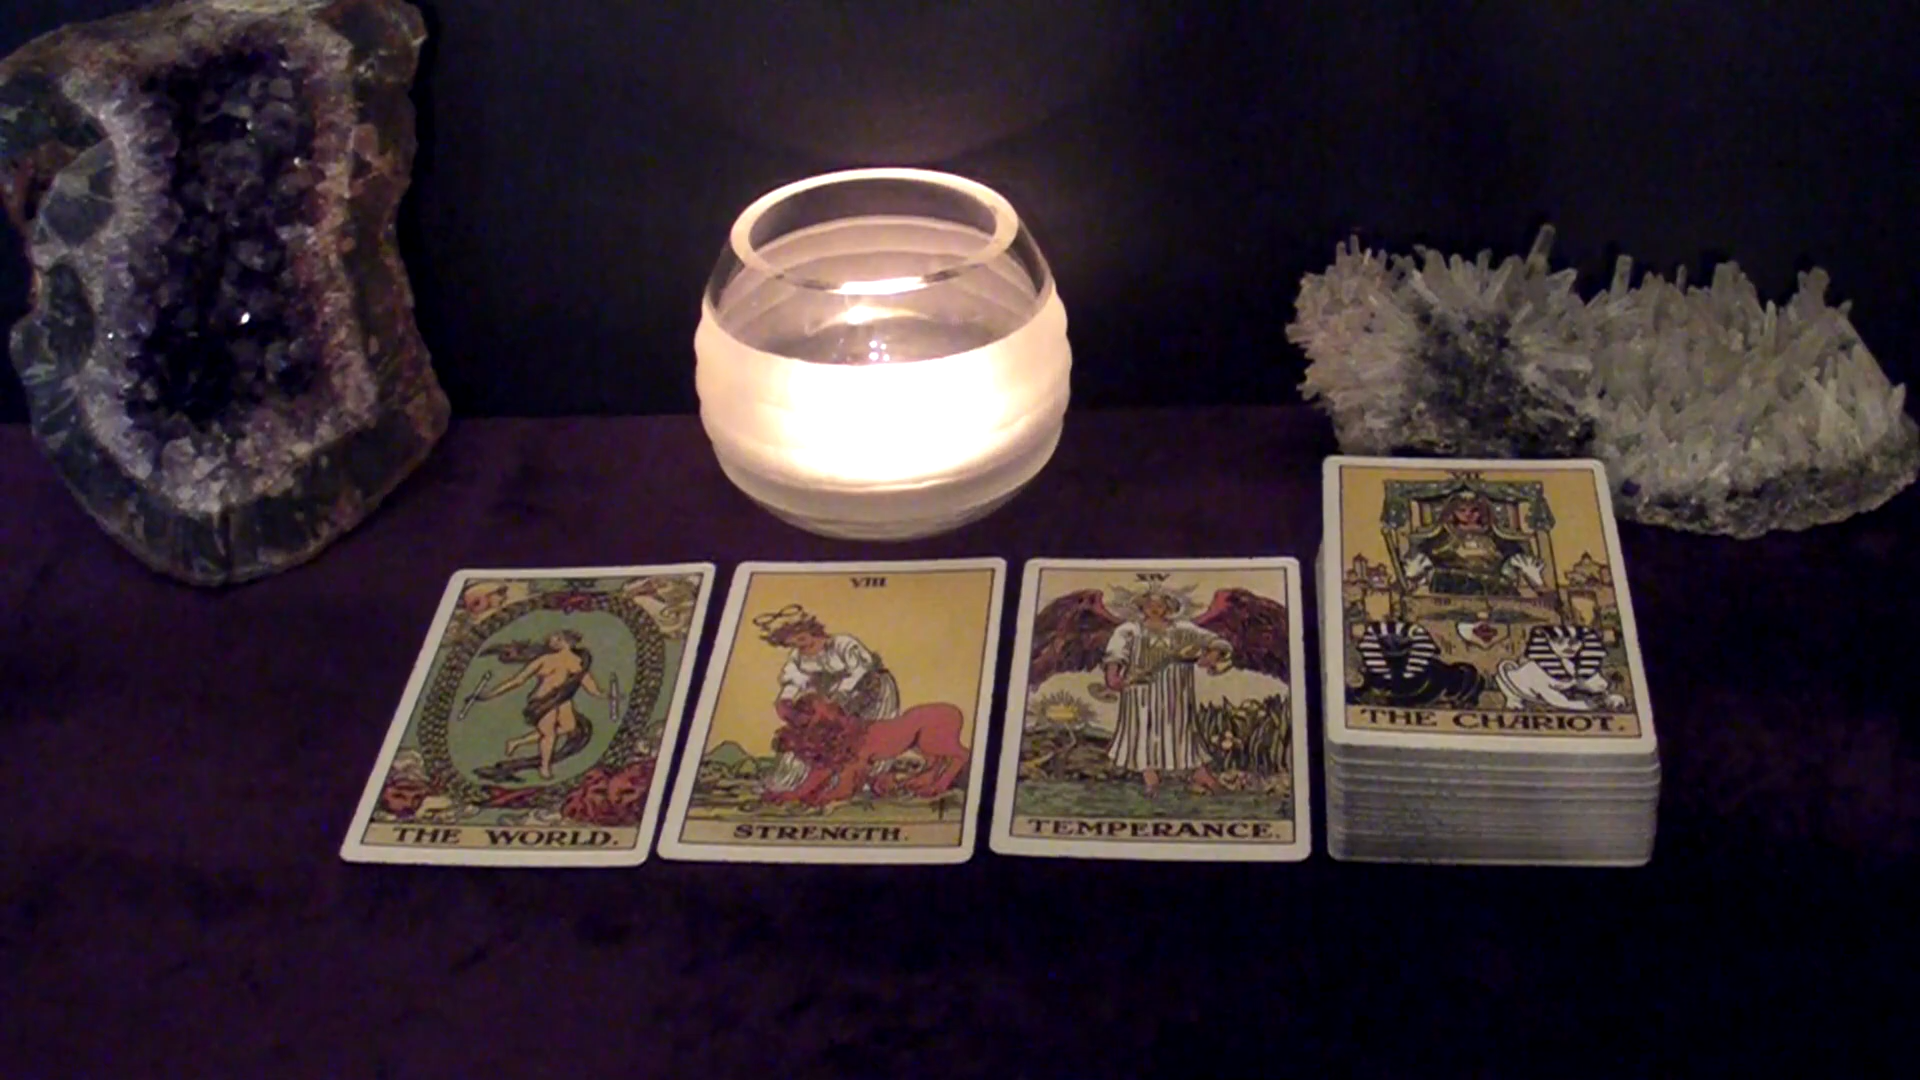 THE WORLD.
VIII
STRENGTH.
XIV
TEMPERANCE.
VII
THE CHARIOT.